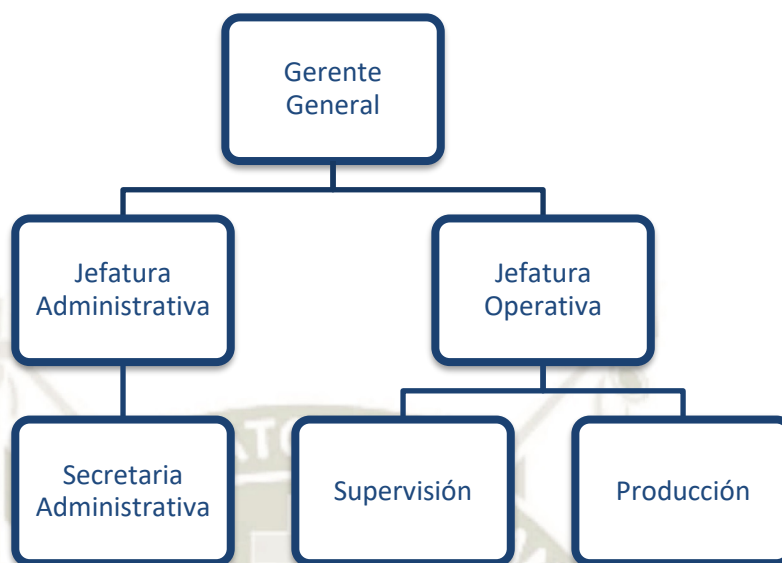 Gerente
General
Jefatura
Administrativa
Jefatura
Operativa
Secretaria
Administrativa
Supervisión
Producción